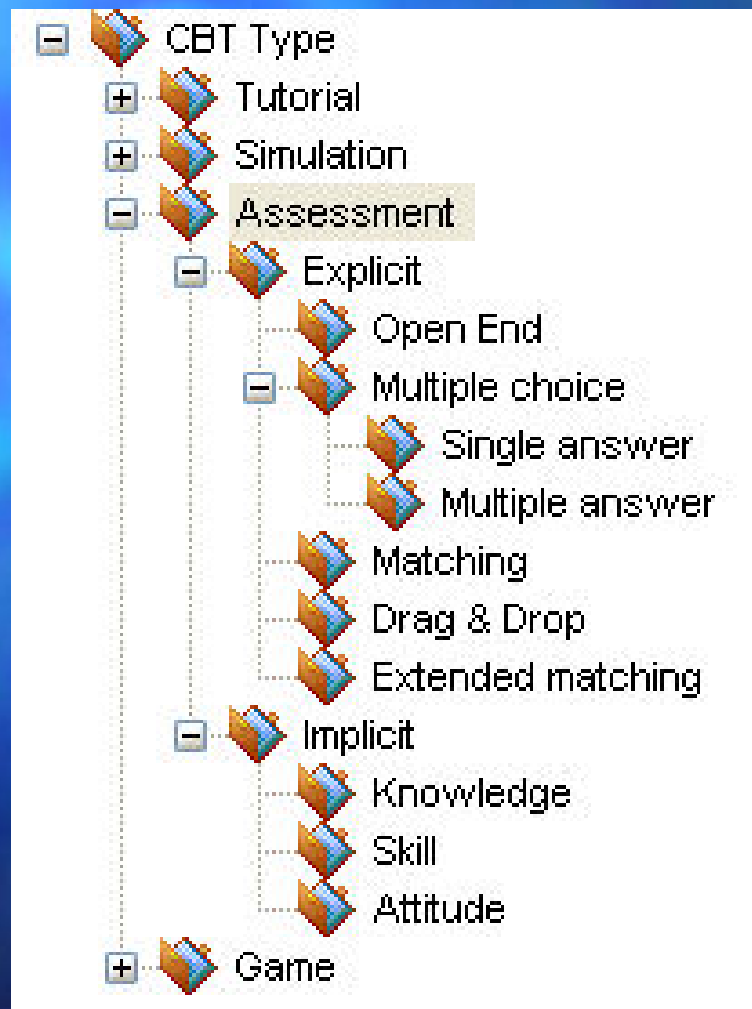 CBT Type
Tutorial
Simulation
Assessment
Explicit
Open End
Multiple choice
Single answer
Multiple answer
Matching
Drag & Drop
Extended matching
Implicit
Knowledge
Skill
Attitude
Game